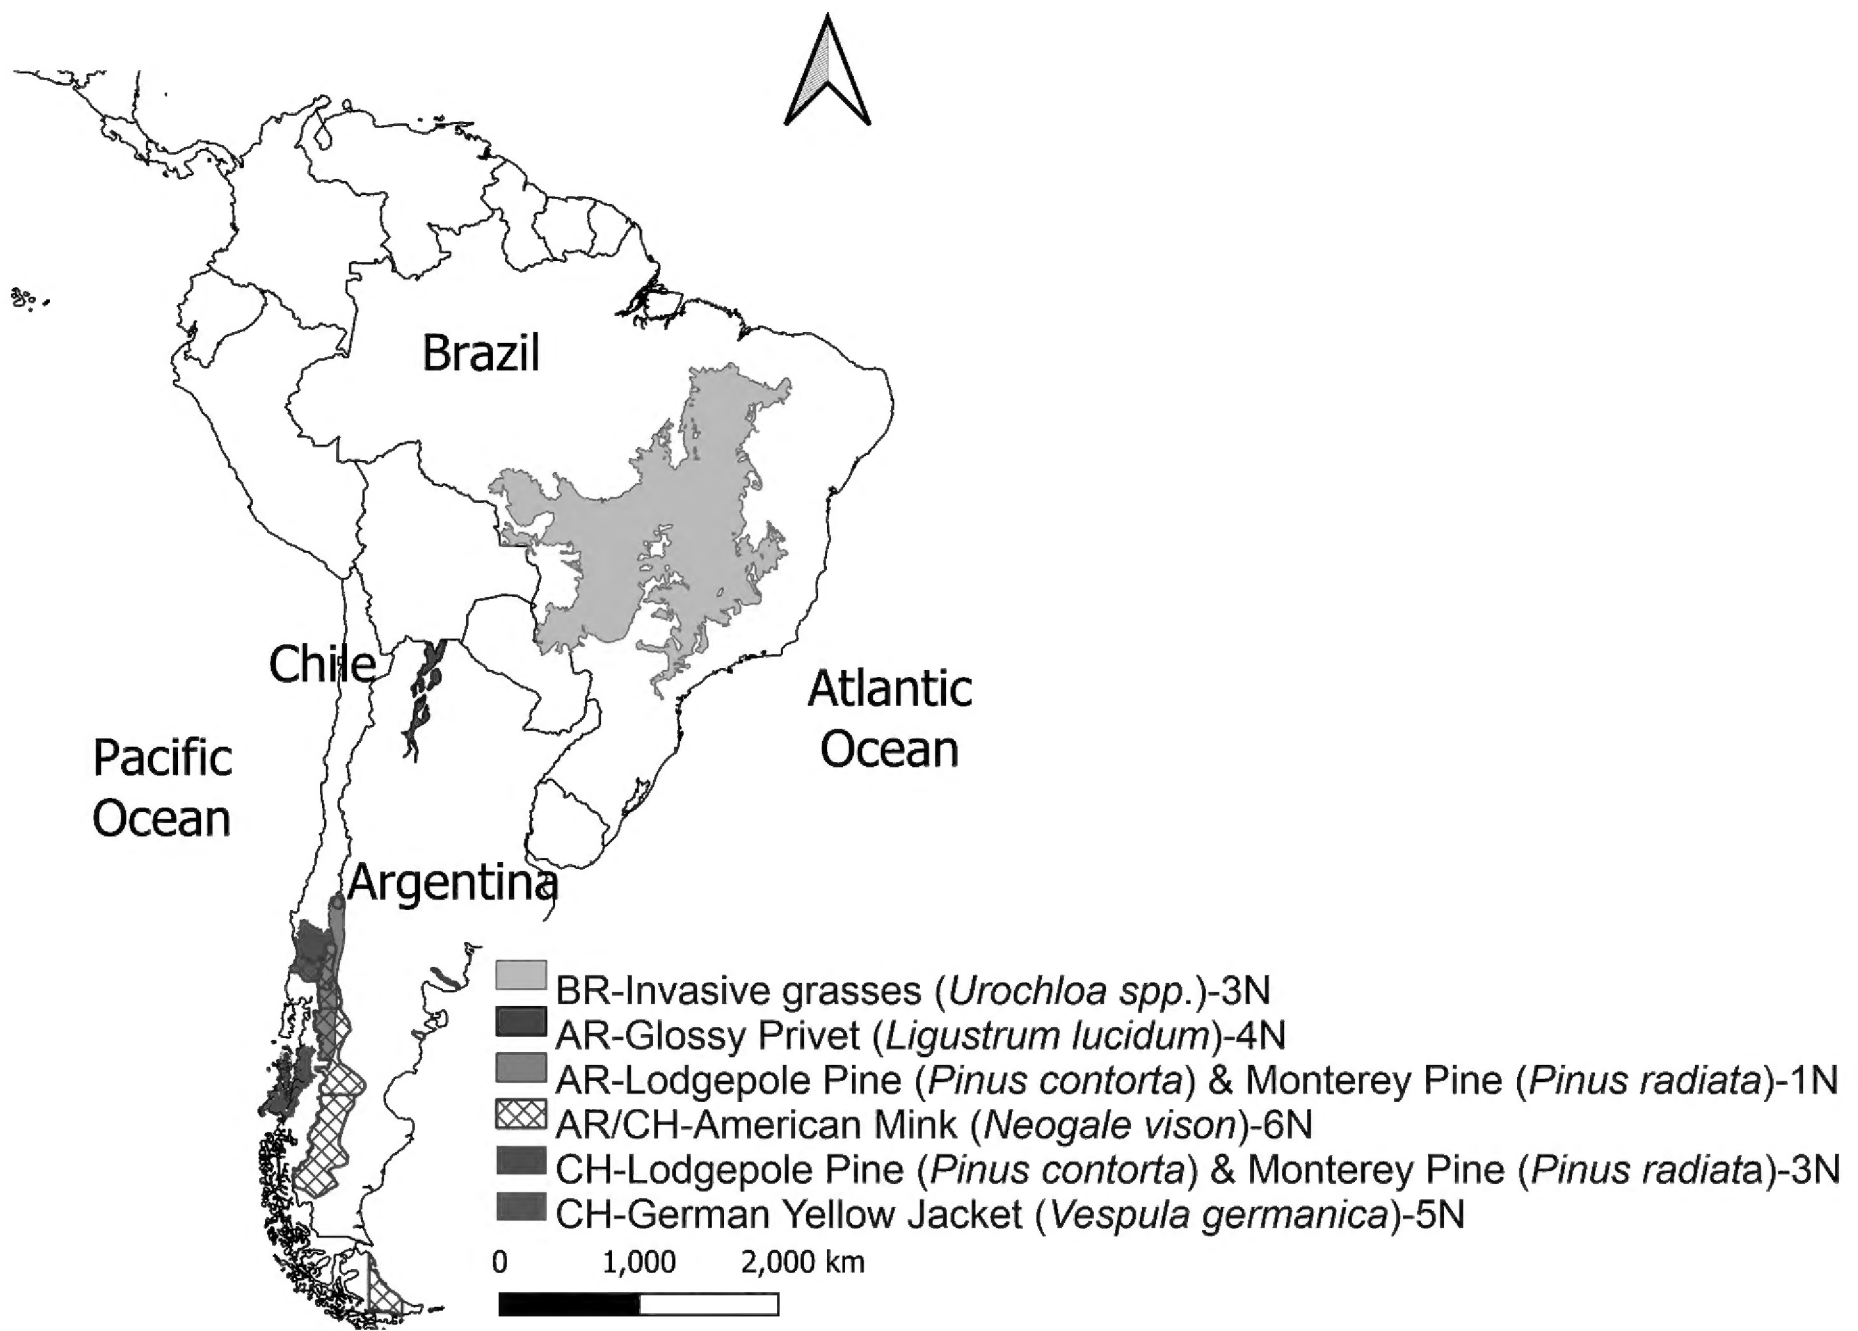 Brazil
Chile
Atlantic
Ocean
Pacific
Ocean
Argentina
BR-Invasive grasses (Urochloa spp.)-3N
AR-Glossy Privet (Ligustrum lucidum)-4N
AR-Lodgepole Pine (Pinus contorta) & Monterey Pine (Pinus radiata)-1N
AR/CH-American Mink (Neogale vison)-6N
CH-Lodgepole Pine (Pinus contorta) & Monterey Pine (Pinus radiata)-3N
CH-German Yellow Jacket (Vespula germanica)-5N
0 1,000 2,000 km